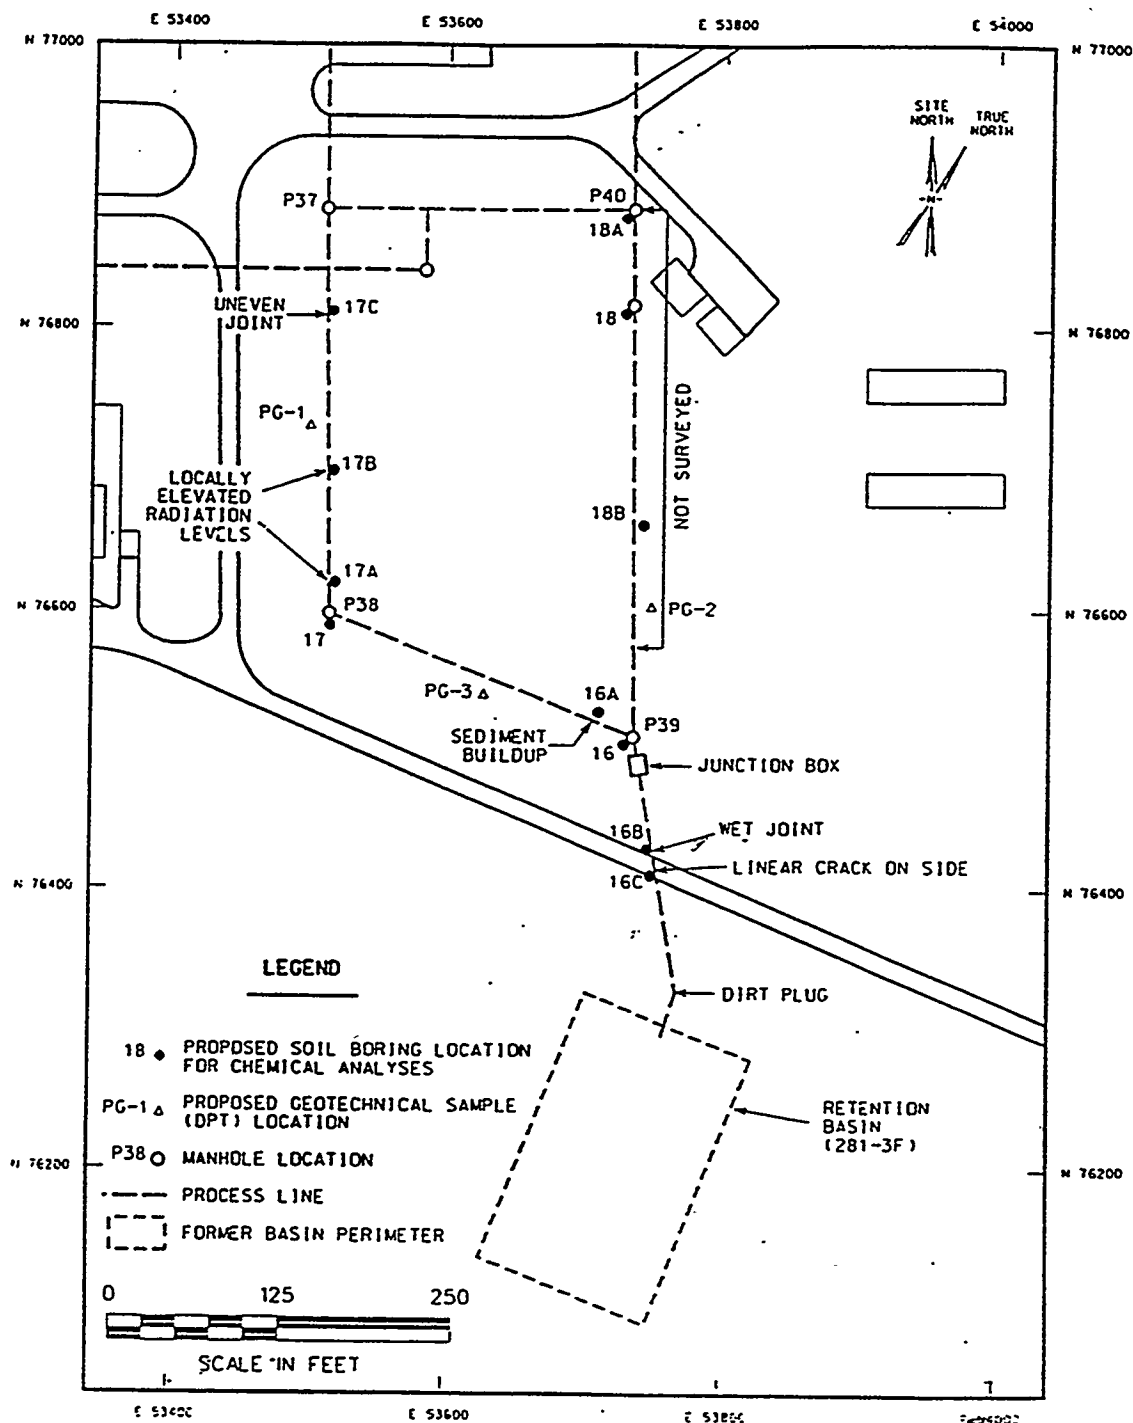 E 53400
E 53600
E 53800
E 54000
N 77000
N 77000
SITE
NORTH
TRUE
NORTH
N
P37
P40
18A
UNEVEN
JOINT
17C
18
N 76800
N 76800
PG-1
NOT SURVEYED
LOCALLY
ELEVATED
RADIATION
LEVELS
17B
18B
17A
P38
N 76600
N 76600
17
PG-2
PG-3
16A
P39
SEDIMENT
BUILDUP
16
JUNCTION BOX
16B
WET JOINT
LINEAR CRACK ON SIDE
16C
N 76400
N 76400
LEGEND
DIRT PLUG
18 PROPOSED SOIL BORING LOCATION
FOR CHEMICAL ANALYSES
PG-1 PROPOSED GEOTECHNICAL SAMPLE
(DPT) LOCATION
RETENTION
BASIN
(281-3F)
P38 MANHOLE LOCATION
N 76200
N 76200
PROCESS LINE
FORMER BASIN PERIMETER
0 125 250
SCALE IN FEET
E 53400
E 53600
E 53800